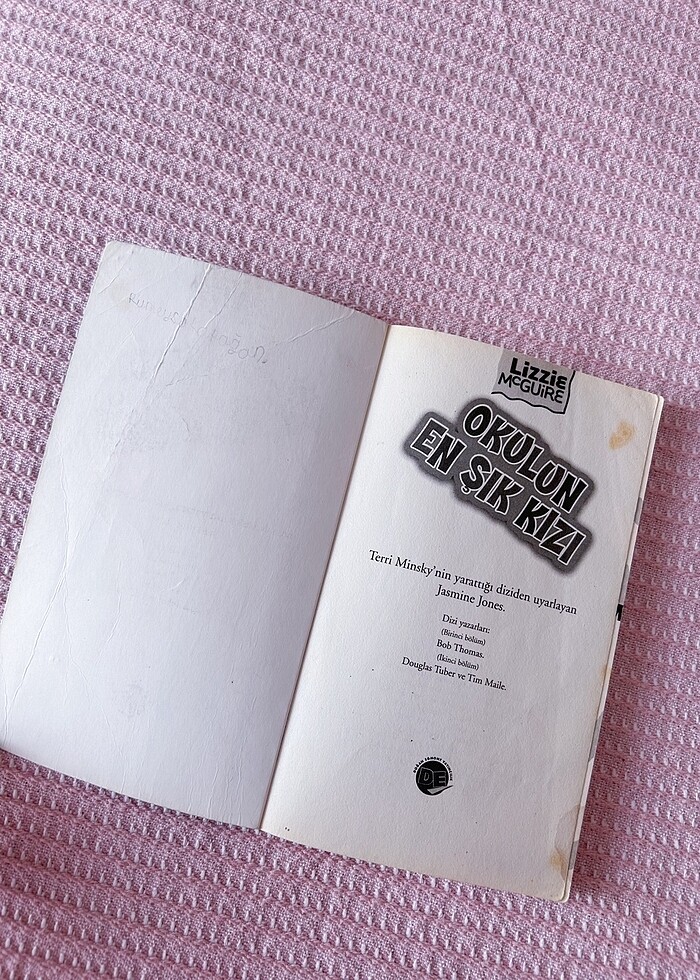 LIZZIE
McGUIRE
OKULUN
EN ŞIK KIZI
Terri Minsky'nin yarattığı diziden uyarlayan
Jasmine Jones.
Dizi yazarları:
(Birinci bölüm)
Bob Thomas.
(İkinci bölüm)
Douglas Tuber ve Tim Maile.
DE